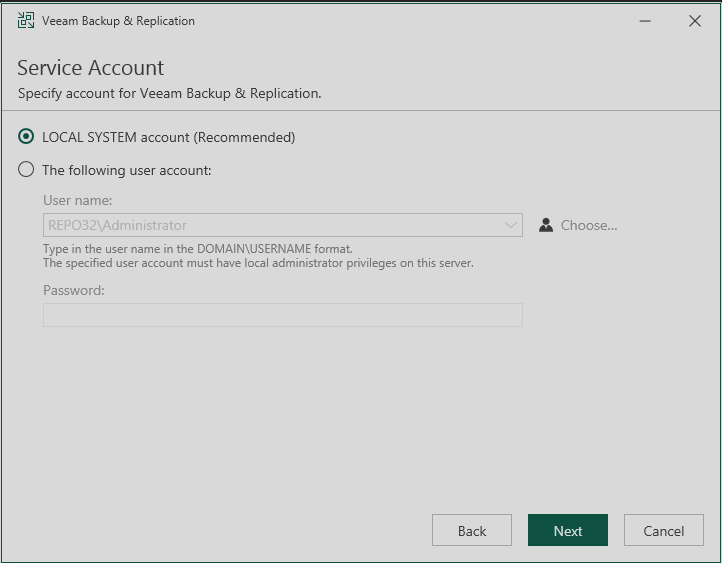 Veeam Backup & Replication
Service Account
Specify account for Veeam Backup & Replication.
LOCAL SYSTEM account (Recommended)
The following user account:
User name:
REPO32\Administrator
Choose...
Type in the user name in the DOMAIN\USERNAME format.
The specified user account must have local administrator privileges on this server.
Password:
Back
Next
Cancel